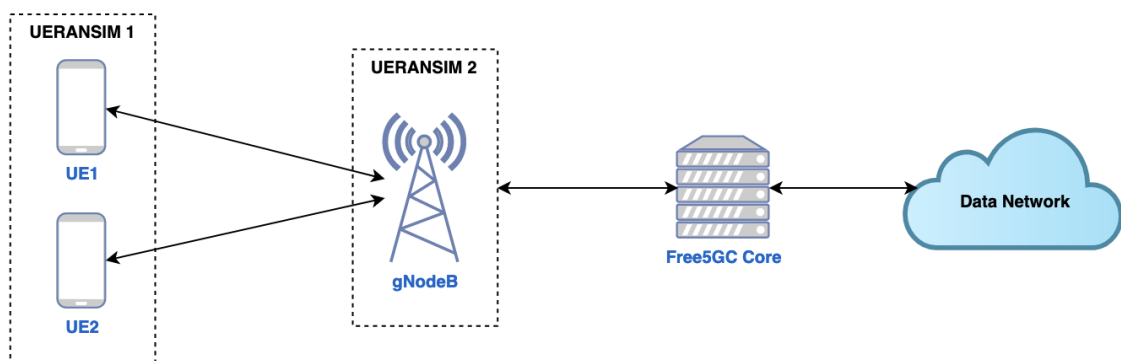 UERANSIM 1
UE1
UE2
UERANSIM 2
gNodeB
Free5GC Core
Data Network